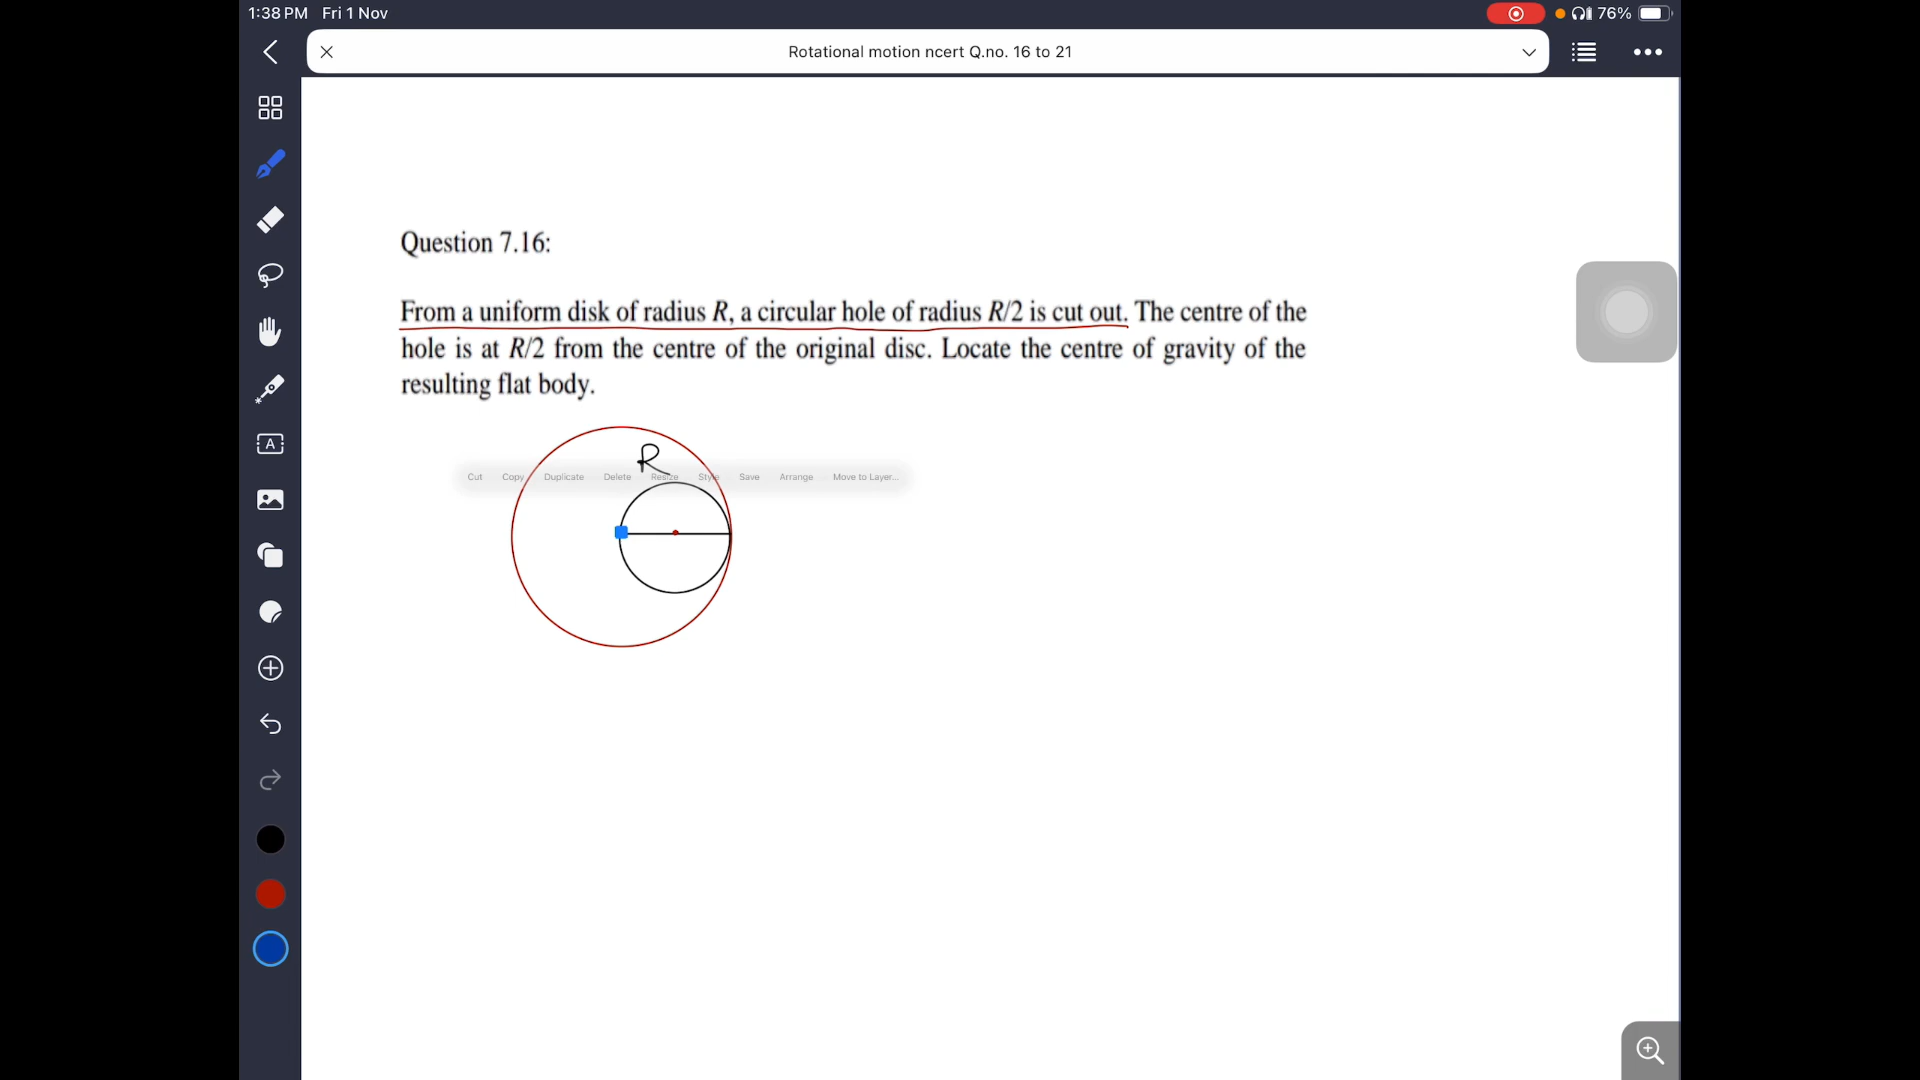 1:38 PM Fri 1 Nov
76%
Rotational motion ncert Q.no. 16 to 21
Question 7.16:
From a uniform disk of radius R, a circular hole of radius R/2 is cut out. The centre of the
hole is at R/2 from the centre of the original disc. Locate the centre of gravity of the
resulting flat body.
R
Cut Copy Duplicate Delete Resize Style Save Arrange Move to Layer...
A